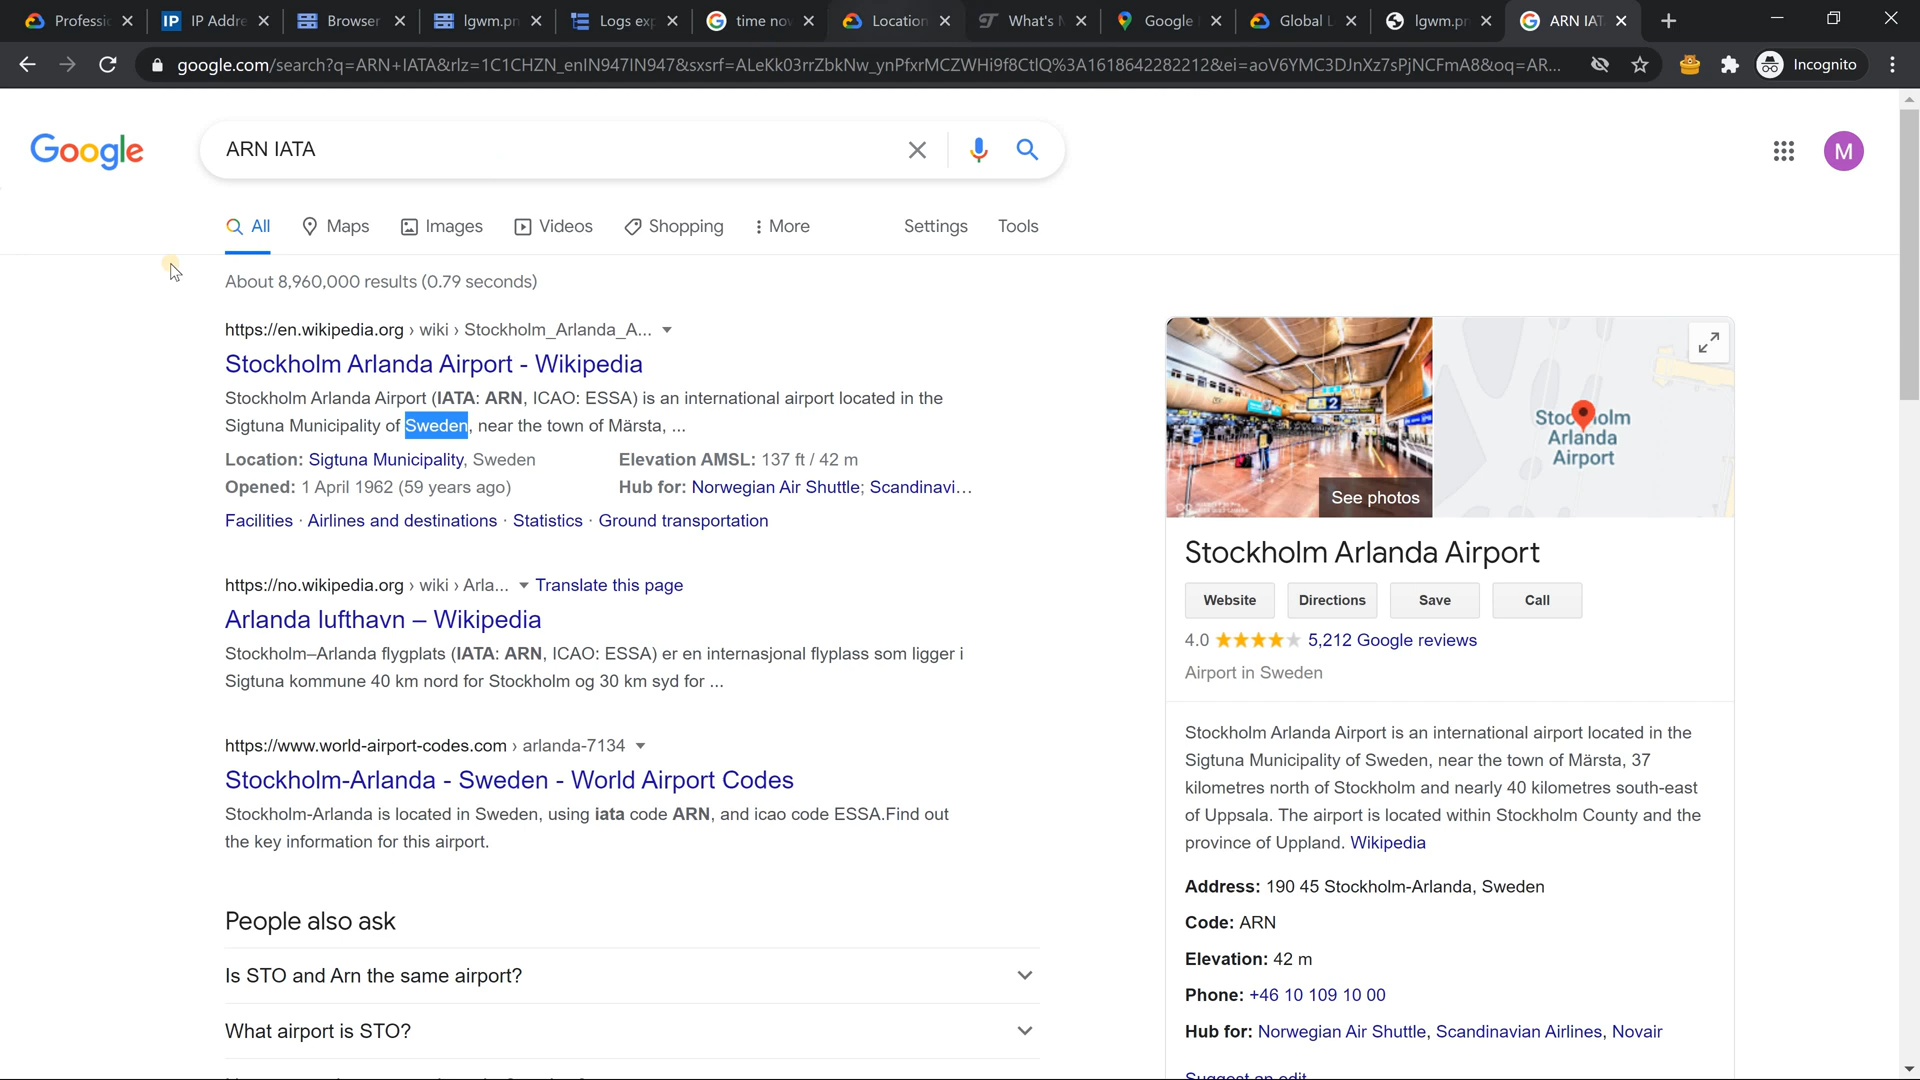 Professio
IP Addre
Browser
lgwm.pn
Logs exp
time nov
Location
What's N
Google
Global L
lgwm.pn
ARN IAT
google.com/search?q=ARN+IATA&rlz=1C1CHZN_enIN947IN947&sxsrf=ALeKk03rrZbkNw_ynPfxrMCZWHi9f8CtIQ%3A1618642282212&ei=aoV6YMC3DJnXz7sPjNCFmA8&oq=AR...
Incognito
Google
ARN IATA
M
All
Maps
Images
Videos
Shopping
More
Settings
Tools
About 8,960,000 results (0.79 seconds)
https://en.wikipedia.org › wiki › Stockholm_Arlanda_A...
Stockholm Arlanda Airport - Wikipedia
Stockholm Arlanda Airport (IATA: ARN, ICAO: ESSA) is an international airport located in the
Sigtuna Municipality of Sweden, near the town of Märsta, ...
Location: Sigtuna Municipality, Sweden
Elevation AMSL: 137 ft / 42 m
Opened: 1 April 1962 (59 years ago)
Hub for: Norwegian Air Shuttle; Scandinavi...
Facilities · Airlines and destinations · Statistics · Ground transportation
https://no.wikipedia.org › wiki › Arla... Translate this page
Arlanda lufthavn – Wikipedia
Stockholm–Arlanda flygplats (IATA: ARN, ICAO: ESSA) er en internasjonal flyplass som ligger i
Sigtuna kommune 40 km nord for Stockholm og 30 km syd for ...
https://www.world-airport-codes.com › arlanda-7134
Stockholm-Arlanda - Sweden - World Airport Codes
Stockholm-Arlanda is located in Sweden, using iata code ARN, and icao code ESSA.Find out
the key information for this airport.
People also ask
Is STO and Arn the same airport?
What airport is STO?
2
See photos
Stockholm
Arlanda
Airport
Stockholm Arlanda Airport
Website
Directions
Save
Call
4.0
5,212 Google reviews
Airport in Sweden
Stockholm Arlanda Airport is an international airport located in the
Sigtuna Municipality of Sweden, near the town of Märsta, 37
kilometres north of Stockholm and nearly 40 kilometres south-east
of Uppsala. The airport is located within Stockholm County and the
province of Uppland. Wikipedia
Address: 190 45 Stockholm-Arlanda, Sweden
Code: ARN
Elevation: 42 m
Phone: +46 10 109 10 00
Hub for: Norwegian Air Shuttle, Scandinavian Airlines, Novair
Suggest an edit